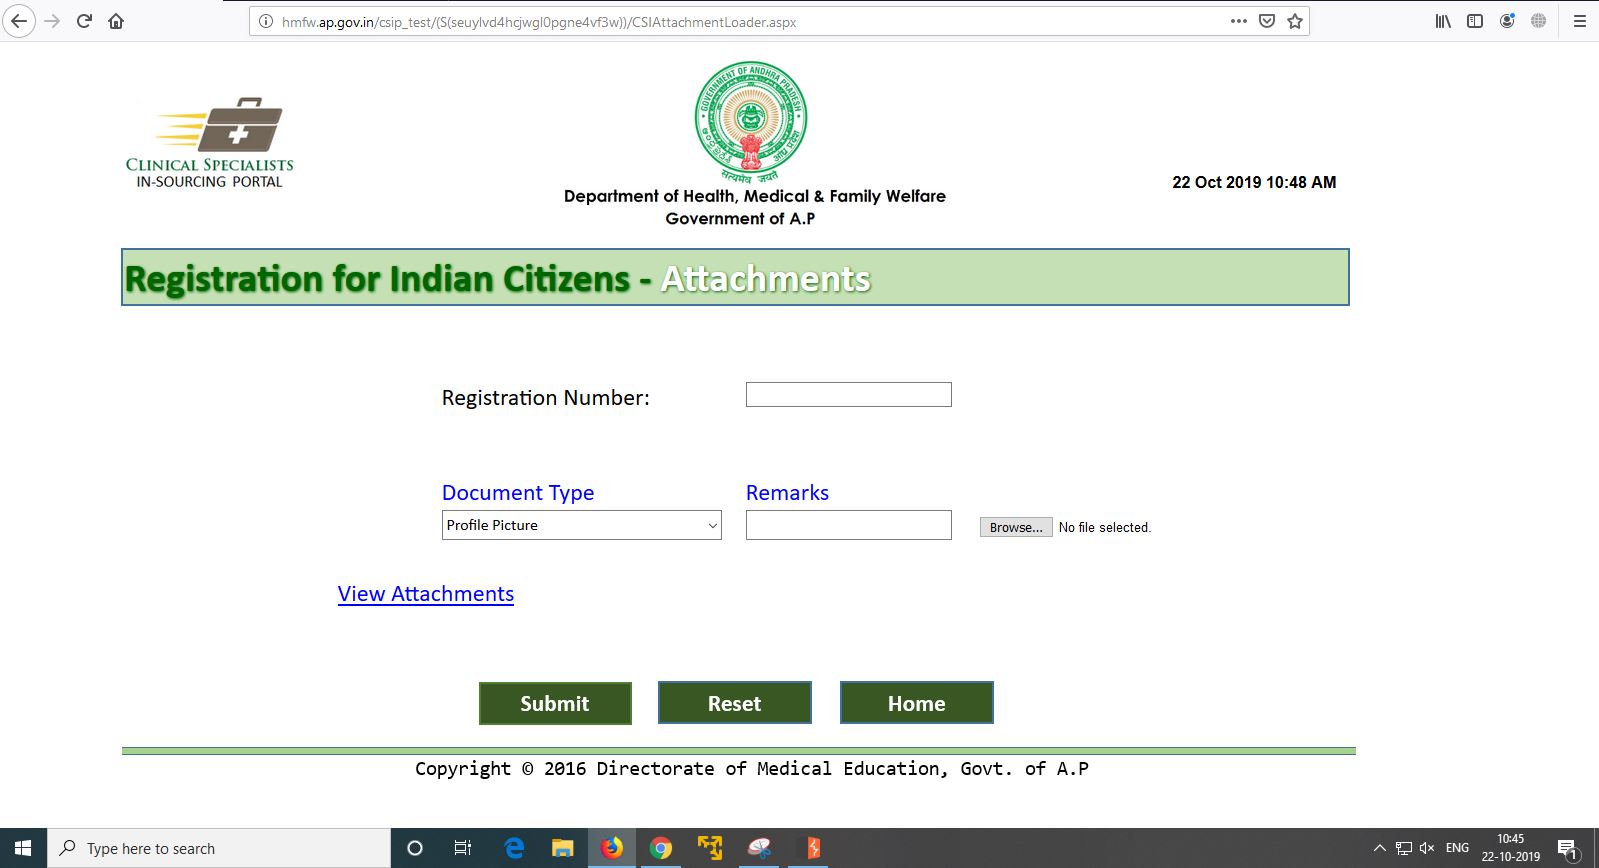 hmfw.ap.gov.in/csip_test/(S(seuylvd4hcjwgl0pgne4vf3w))/CSIAttachmentLoader.aspx
GOVERNMENT OF ANDHRA PRADESH
सत्यमेव जयते
CLINICAL SPECIALISTS
IN-SOURCING PORTAL
Department of Health, Medical & Family Welfare
Government of A.P
22 Oct 2019 10:48 AM
Registration for Indian Citizens - Attachments
Registration Number:
Document Type
Remarks
Profile Picture
Browse... No file selected.
View Attachments
Submit
Reset
Home
Copyright © 2016 Directorate of Medical Education, Govt. of A.P
Type here to search
ENG
10:45
22-10-2019
1